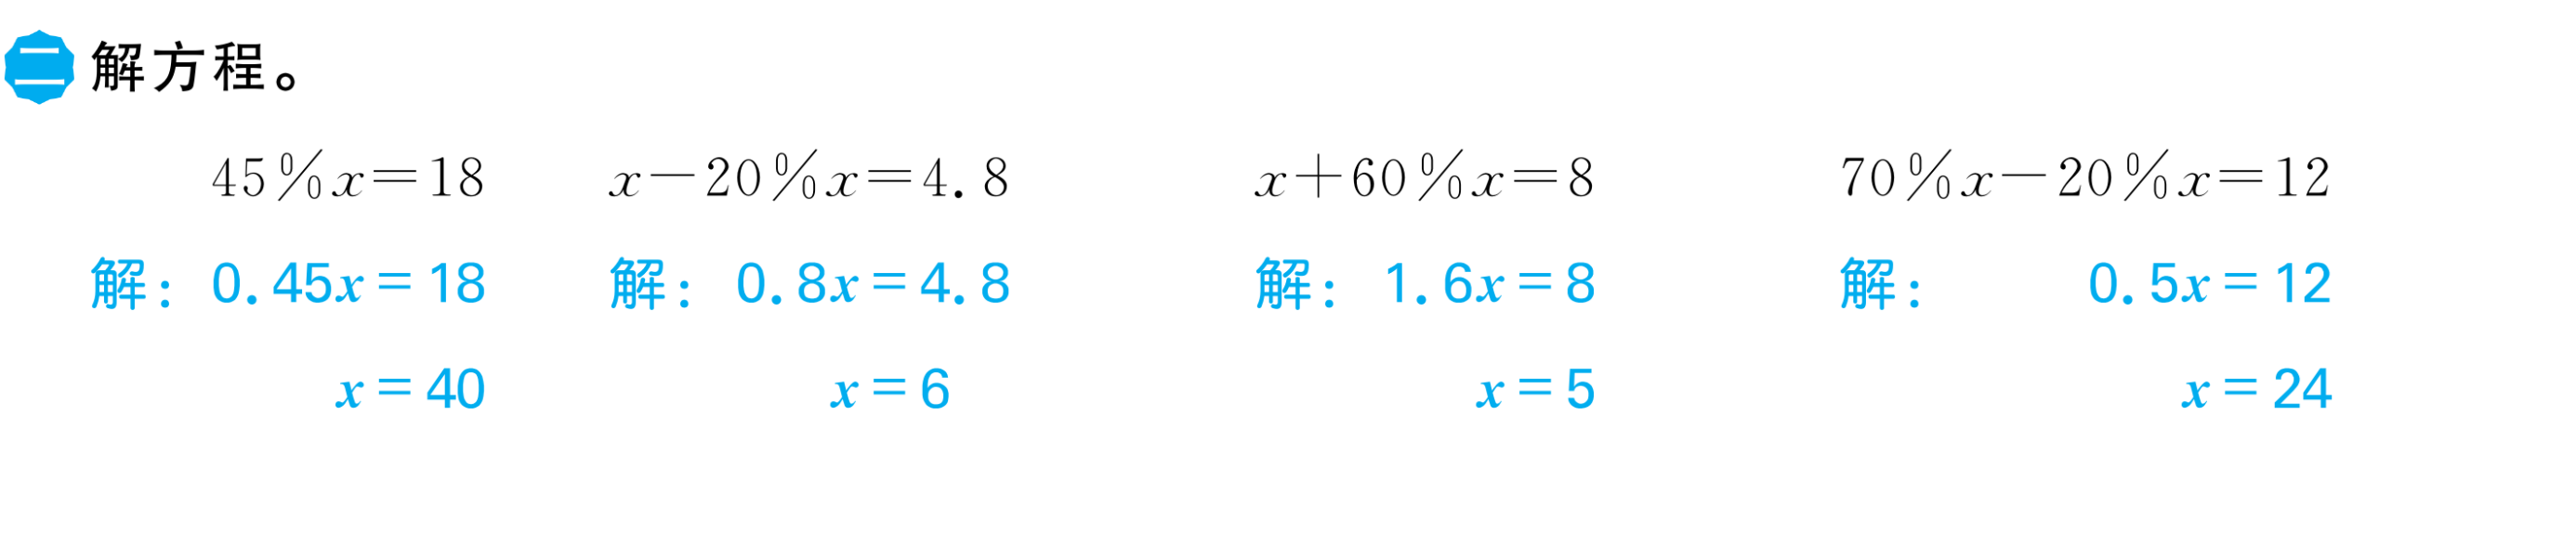 二 解方程。
45%x=18 x-20%x=4.8 x+60%x=8 70%x-20%x=12
解：0.45x=18 解：0.8x=4.8 解：1.6x=8 解：0.5x=12
x=40 x=6 x=5 x=24